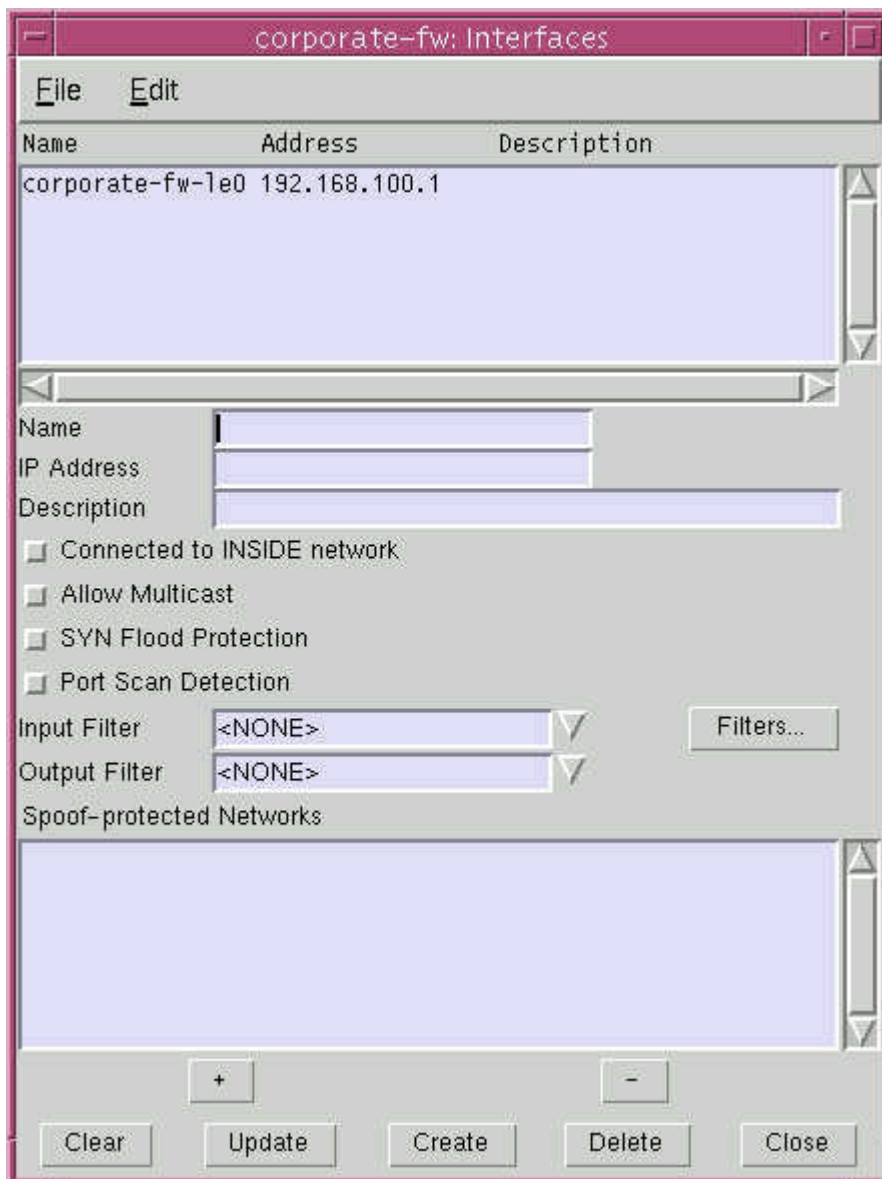 corporate-fw: Interfaces
File Edit
Name Address Description
corporate-fw-le0 192.168.100.1
Name
IP Address
Description
Connected to INSIDE network
Allow Multicast
SYN Flood Protection
Port Scan Detection
Input Filter <NONE> Filters...
Output Filter <NONE>
Spoof-protected Networks
+ -
Clear Update Create Delete Close